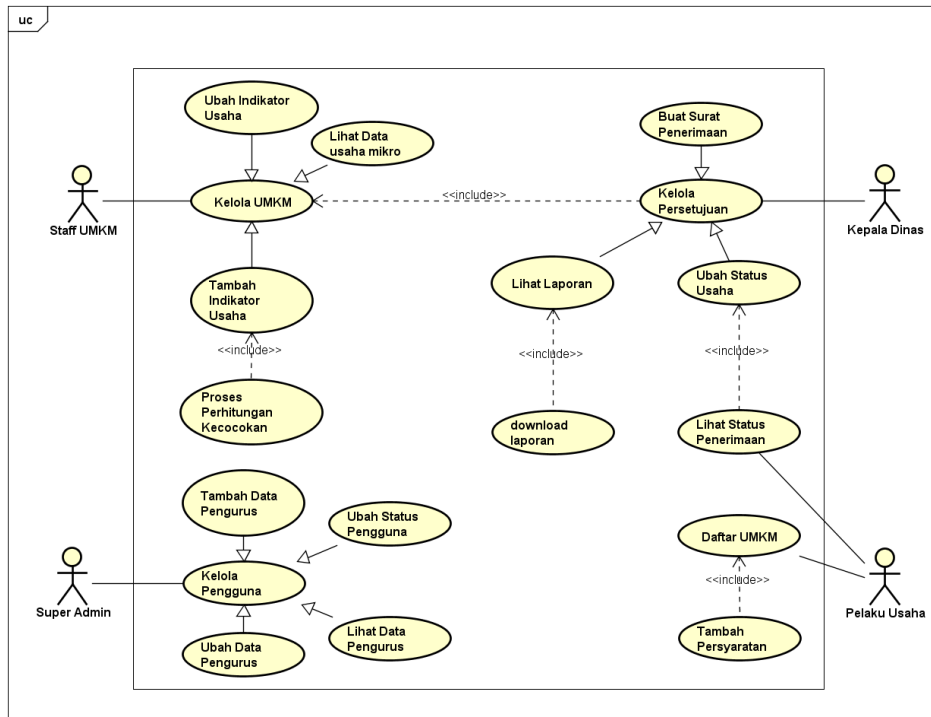 uc
Ubah Indikator
Usaha
Lihat Data
usaha mikro
Buat Surat
Penerimaan
Staff UMKM
Kelola UMKM
<<include>>
Kelola
Persetujuan
Kepala Dinas
Tambah
Indikator
Usaha
Lihat Laporan
Ubah Status
Usaha
<<include>>
<<include>>
<<include>>
Proses
Perhitungan
Kecocokan
download
laporan
Lihat Status
Penerimaan
Tambah Data
Pengurus
Ubah Status
Pengguna
Daftar UMKM
Super Admin
Kelola
Pengguna
<<include>>
Pelaku Usaha
Ubah Data
Pengurus
Lihat Data
Pengurus
Tambah
Persyaratan